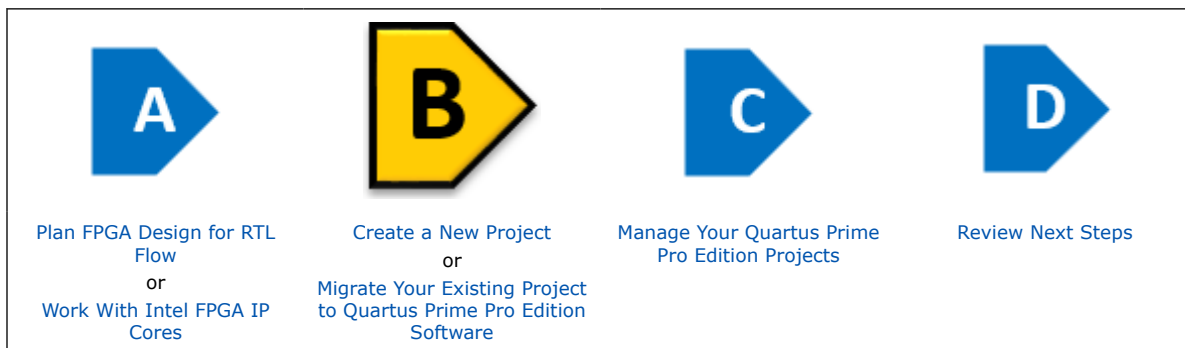 A
Plan FPGA Design for RTL
Flow
or
Work With Intel FPGA IP
Cores
B
Create a New Project
or
Migrate Your Existing Project
to Quartus Prime Pro Edition
Software
C
Manage Your Quartus Prime
Pro Edition Projects
D
Review Next Steps